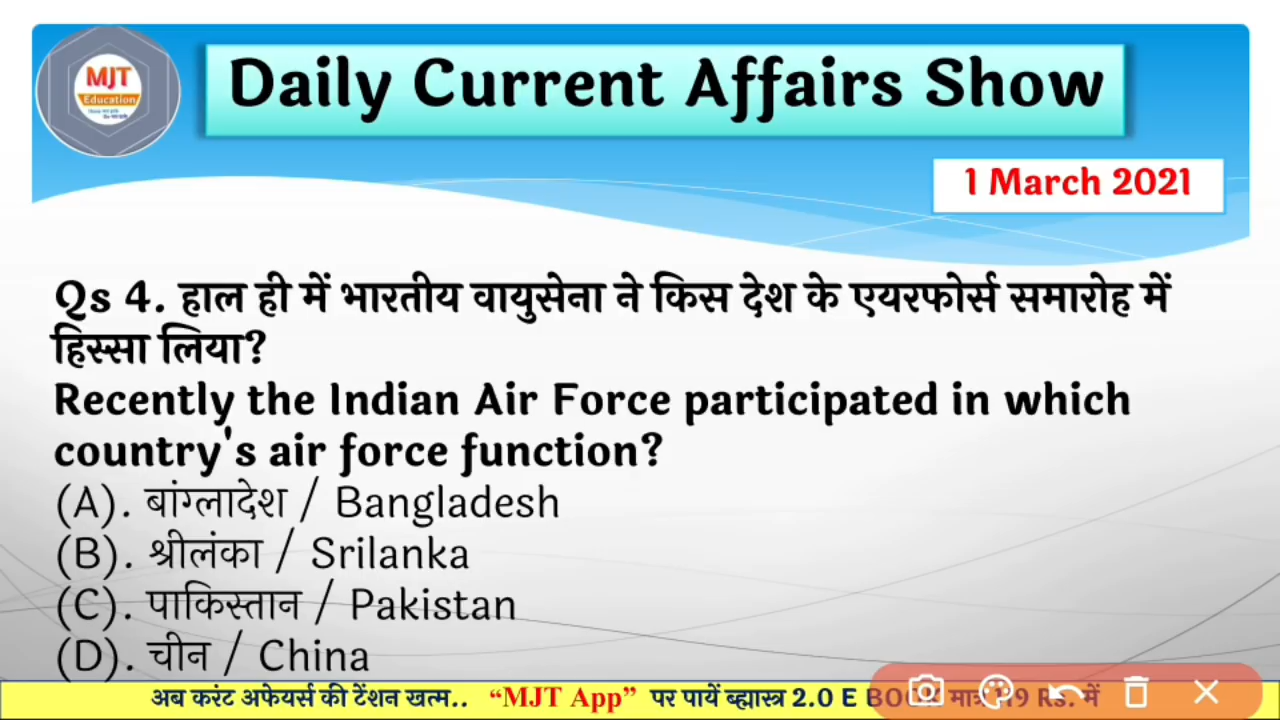 MJT
Education
Daily Current Affairs Show
1 March 2021
Qs 4. हाल ही में भारतीय वायुसेना ने किस देश के एयरफोर्स समारोह में
हिस्सा लिया?
Recently the Indian Air Force participated in which
country's air force function?
(A). बांग्लादेश / Bangladesh
(B). श्रीलंका / Srilanka
(C). पाकिस्तान / Pakistan
(D). चीन / China
अब करंट अफेयर्स की टेंशन खत्म.. “MJT App” पर पायें ब्ह्यास्त्र 2.0 E Rs. में